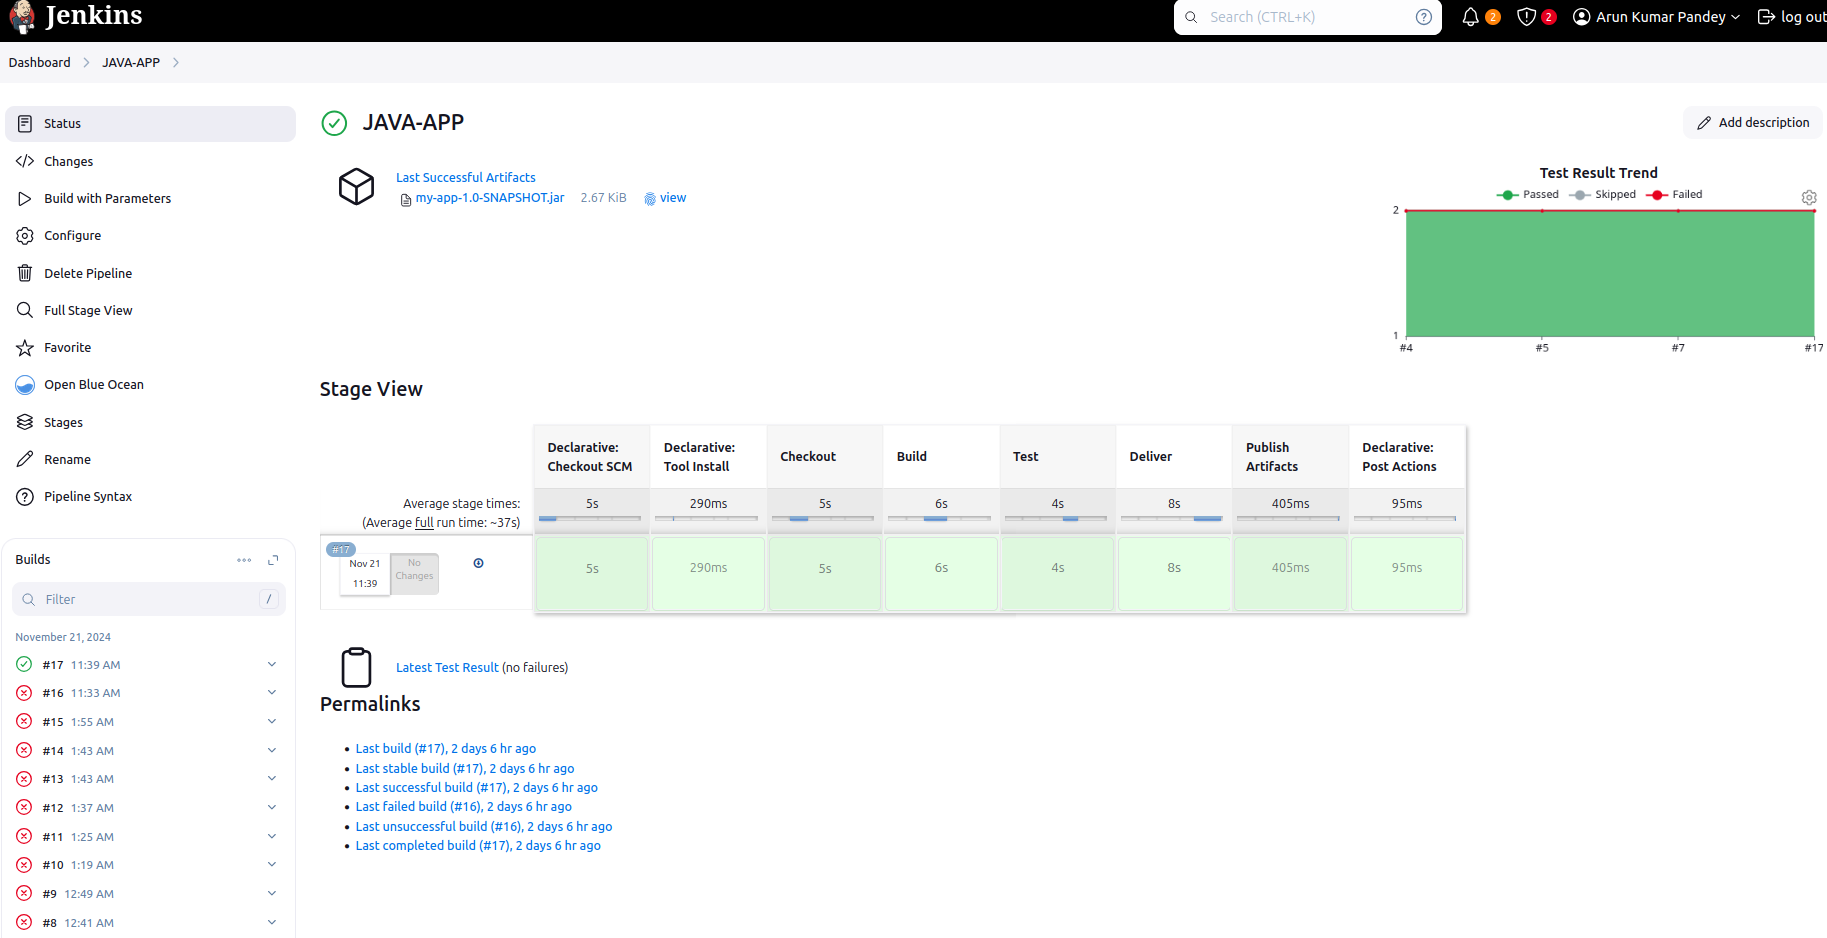 Jenkins
Search (CTRL+K)
?
2
2
Arun Kumar Pandey
log out
Dashboard
JAVA-APP
Status
Changes
Build with Parameters
Configure
Delete Pipeline
Full Stage View
Favorite
Open Blue Ocean
Stages
Rename
Pipeline Syntax
Builds
Filter
/
November 21, 2024
#17 11:39 AM
#16 11:33 AM
#15 1:55 AM
#14 1:43 AM
#13 1:43 AM
#12 1:37 AM
#11 1:25 AM
#10 1:19 AM
#9 12:49 AM
#8 12:41 AM
JAVA-APP
Add description
Last Successful Artifacts
my-app-1.0-SNAPSHOT.jar 2.67 KiB view
Test Result Trend
Passed Skipped Failed
2
1
#4 #5 #7 #17
Stage View
Declarative: Checkout SCM
Declarative: Tool Install
Checkout
Build
Test
Deliver
Publish Artifacts
Declarative: Post Actions
Average stage times:
(Average full run time: ~37s)
5s 290ms 5s 6s 4s 8s 405ms 95ms
#17
Nov 21
11:39
No
Changes
5s 290ms 5s 6s 4s 8s 405ms 95ms
Latest Test Result (no failures)
Permalinks
Last build (#17), 2 days 6 hr ago
Last stable build (#17), 2 days 6 hr ago
Last successful build (#17), 2 days 6 hr ago
Last failed build (#16), 2 days 6 hr ago
Last unsuccessful build (#16), 2 days 6 hr ago
Last completed build (#17), 2 days 6 hr ago